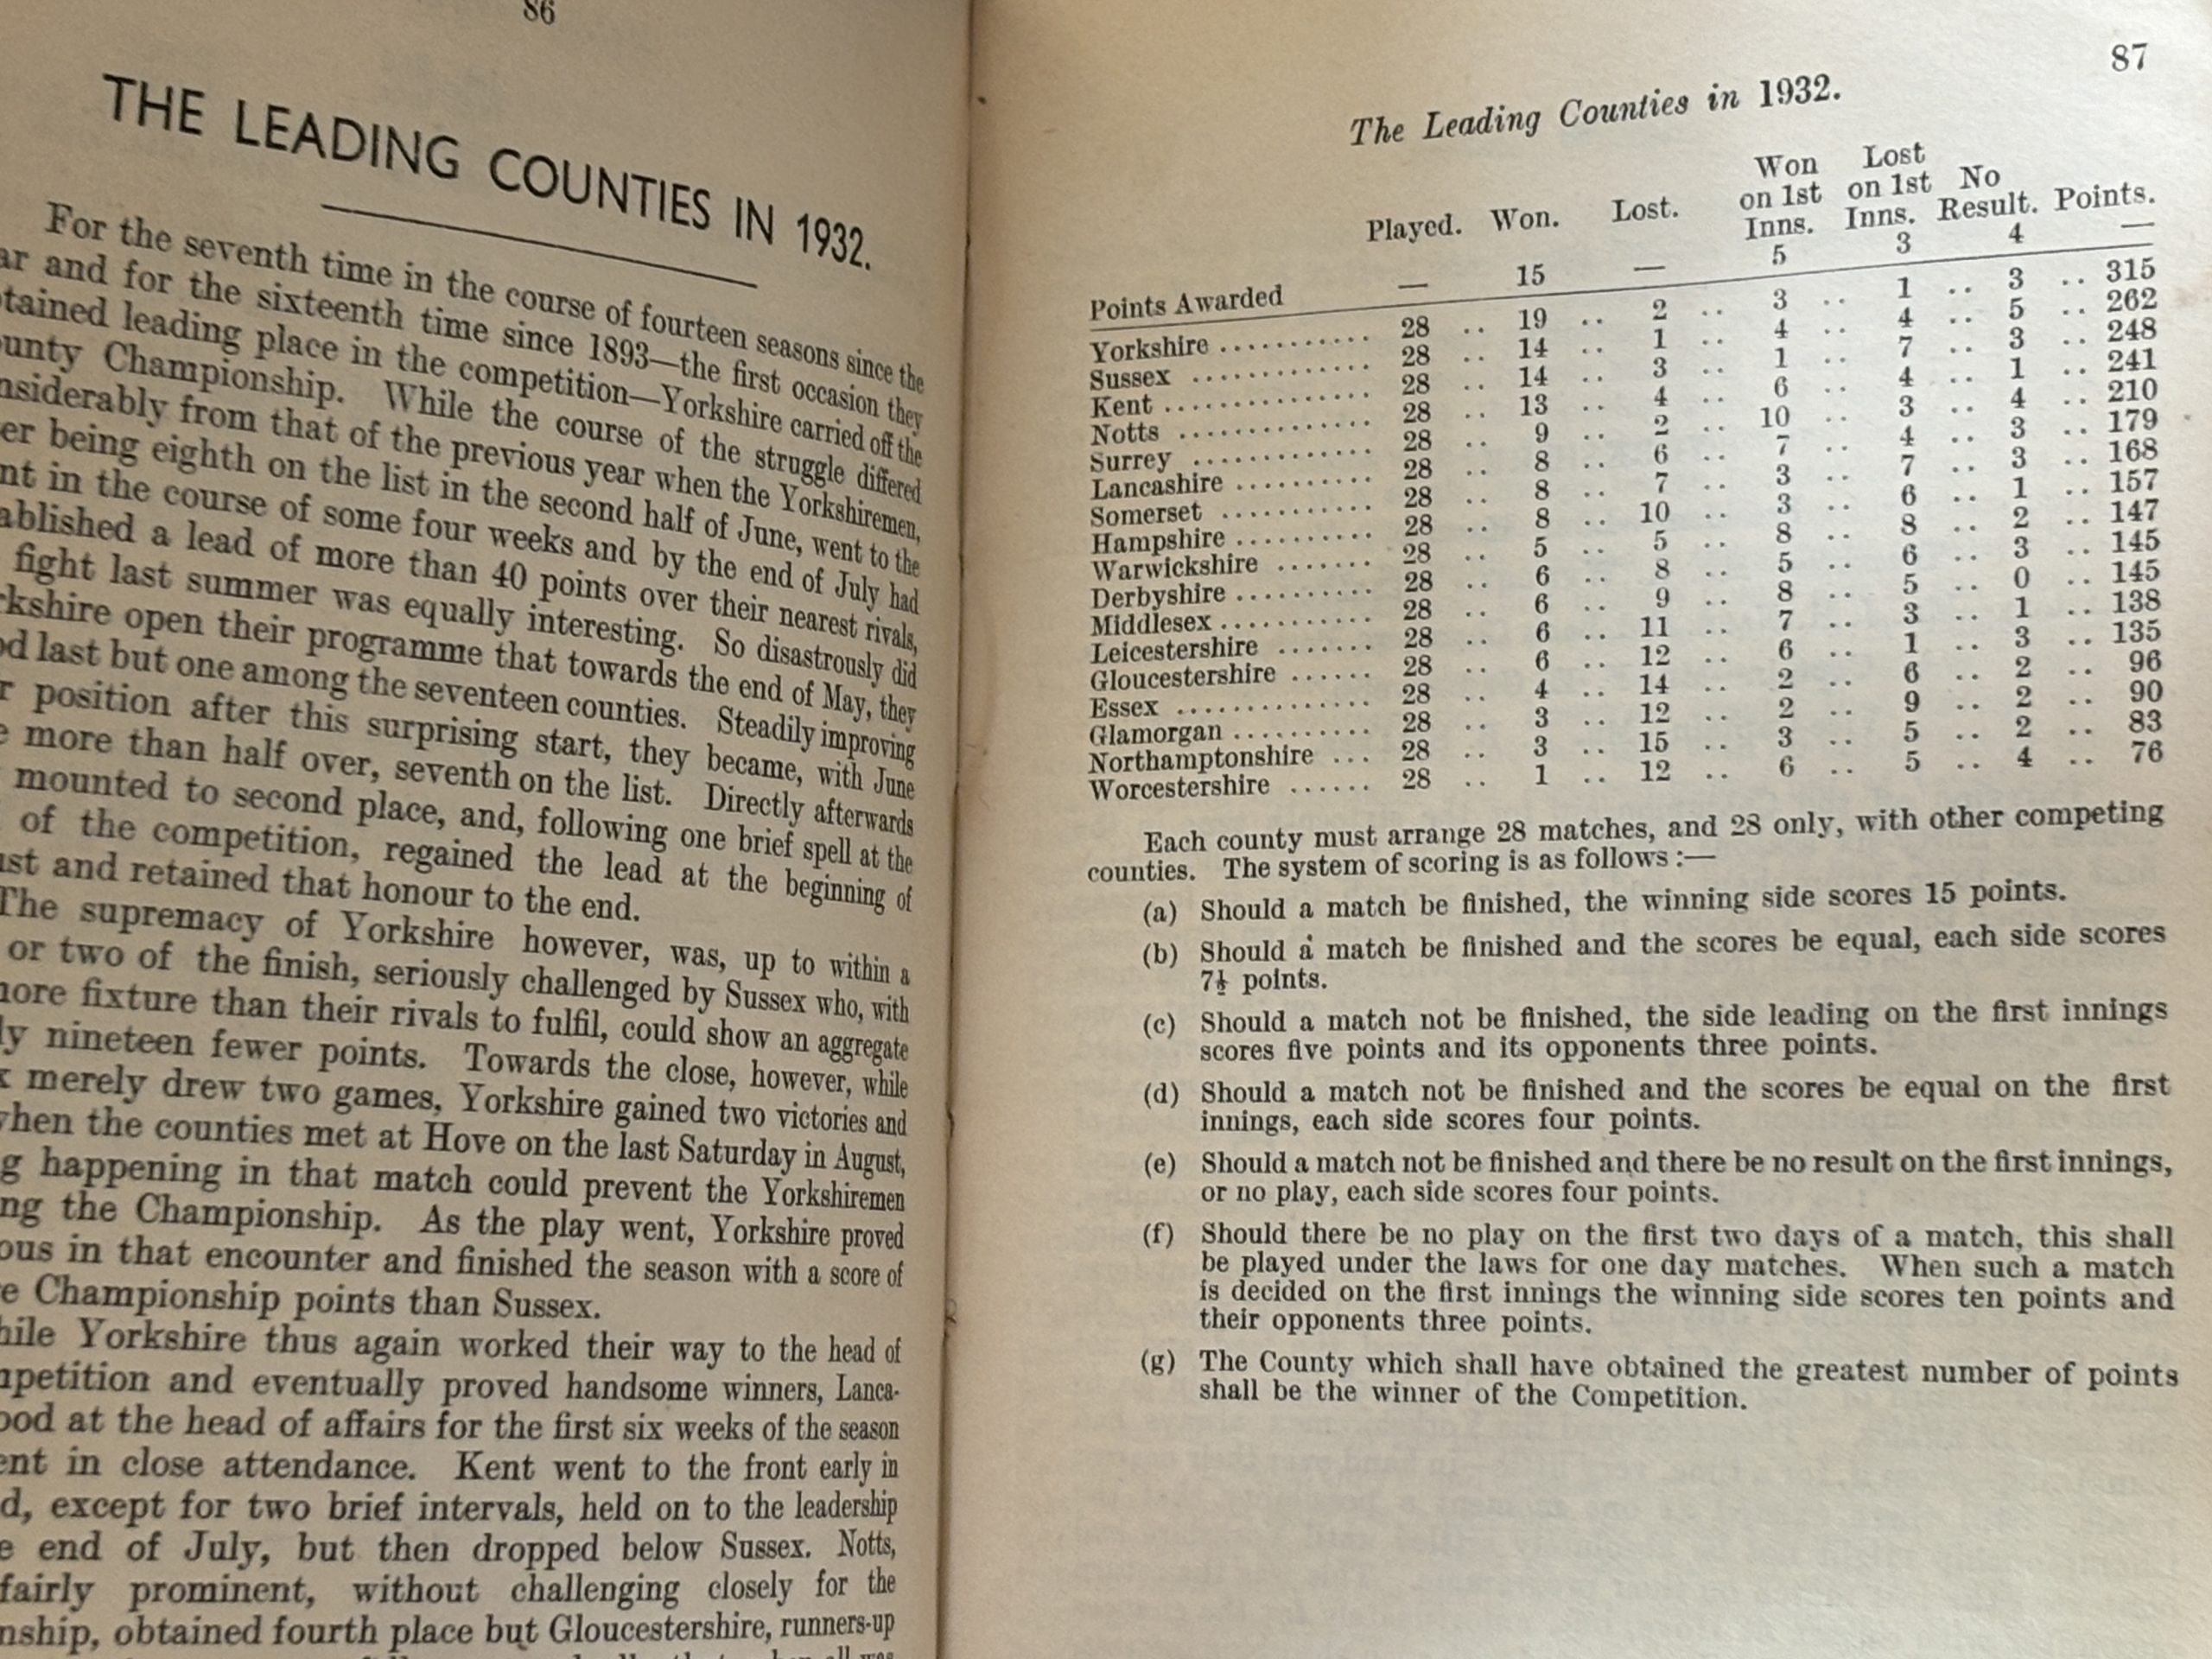 86
THE LEADING COUNTIES IN 1932.
For the seventh time in the course of fourteen seasons since the
ar and for the sixteenth time since 1893—the first occasion they
tained leading place in the competition—Yorkshire carried off the
unty Championship. While the course of the struggle differed
nsiderably from that of the previous year when the Yorkshiremen,
er being eighth on the list in the second half of June, went to the
nt in the course of some four weeks and by the end of July had
ablished a lead of more than 40 points over their nearest rivals,
fight last summer was equally interesting. So disastrously did
rkshire open their programme that towards the end of May, they
od last but one among the seventeen counties. Steadily improving
r position after this surprising start, they became, with June
e more than half over, seventh on the list. Directly afterwards
mounted to second place, and, following one brief spell at the
of the competition, regained the lead at the beginning of
ust and retained that honour to the end.
The supremacy of Yorkshire however, was, up to within a
or two of the finish, seriously challenged by Sussex who, with
more fixture than their rivals to fulfil, could show an aggregate
ly nineteen fewer points. Towards the close, however, while
x merely drew two games, Yorkshire gained two victories and
when the counties met at Hove on the last Saturday in August,
g happening in that match could prevent the Yorkshiremen
ng the Championship. As the play went, Yorkshire proved
ous in that encounter and finished the season with a score of
e Championship points than Sussex.
hile Yorkshire thus again worked their way to the head of
mpetition and eventually proved handsome winners, Lanca-
ood at the head of affairs for the first six weeks of the season
ent in close attendance. Kent went to the front early in
d, except for two brief intervals, held on to the leadership
e end of July, but then dropped below Sussex. Notts,
fairly prominent, without challenging closely for the
nship, obtained fourth place but Gloucestershire, runners-up
87
The Leading Counties in 1932.
Played. Won. Lost. Won on 1st Inns. Lost on 1st Inns. No Result. Points.
Points Awarded — 15 — 5 3 4 —
Yorkshire ........... 28 .. 19 .. 2 .. 3 .. 1 .. 3 .. 315
Sussex ............. 28 .. 14 .. 1 .. 4 .. 4 .. 5 .. 262
Kent ............... 28 .. 14 .. 3 .. 1 .. 7 .. 3 .. 248
Notts .............. 28 .. 13 .. 4 .. 6 .. 4 .. 1 .. 241
Surrey ............. 28 .. 9 .. 2 .. 10 .. 3 .. 4 .. 210
Lancashire .......... 28 .. 8 .. 6 .. 7 .. 4 .. 3 .. 179
Somerset ........... 28 .. 8 .. 7 .. 3 .. 7 .. 3 .. 168
Hampshire .......... 28 .. 8 .. 10 .. 3 .. 6 .. 1 .. 157
Warwickshire ....... 28 .. 5 .. 5 .. 8 .. 8 .. 2 .. 147
Derbyshire .......... 28 .. 6 .. 8 .. 5 .. 6 .. 3 .. 145
Middlesex ........... 28 .. 6 .. 9 .. 8 .. 5 .. 0 .. 145
Leicestershire ....... 28 .. 6 .. 11 .. 7 .. 3 .. 1 .. 138
Gloucestershire ...... 28 .. 6 .. 12 .. 6 .. 1 .. 3 .. 135
Essex .............. 28 .. 4 .. 14 .. 2 .. 6 .. 2 .. 96
Glamorgan .......... 28 .. 3 .. 12 .. 2 .. 9 .. 2 .. 90
Northamptonshire ... 28 .. 3 .. 15 .. 3 .. 5 .. 2 .. 83
Worcestershire ...... 28 .. 1 .. 12 .. 6 .. 5 .. 4 .. 76
Each county must arrange 28 matches, and 28 only, with other competing
counties. The system of scoring is as follows :—
(a) Should a match be finished, the winning side scores 15 points.
(b) Should a match be finished and the scores be equal, each side scores
7½ points.
(c) Should a match not be finished, the side leading on the first innings
scores five points and its opponents three points.
(d) Should a match not be finished and the scores be equal on the first
innings, each side scores four points.
(e) Should a match not be finished and there be no result on the first innings,
or no play, each side scores four points.
(f) Should there be no play on the first two days of a match, this shall
be played under the laws for one day matches. When such a match
is decided on the first innings the winning side scores ten points and
their opponents three points.
(g) The County which shall have obtained the greatest number of points
shall be the winner of the Competition.